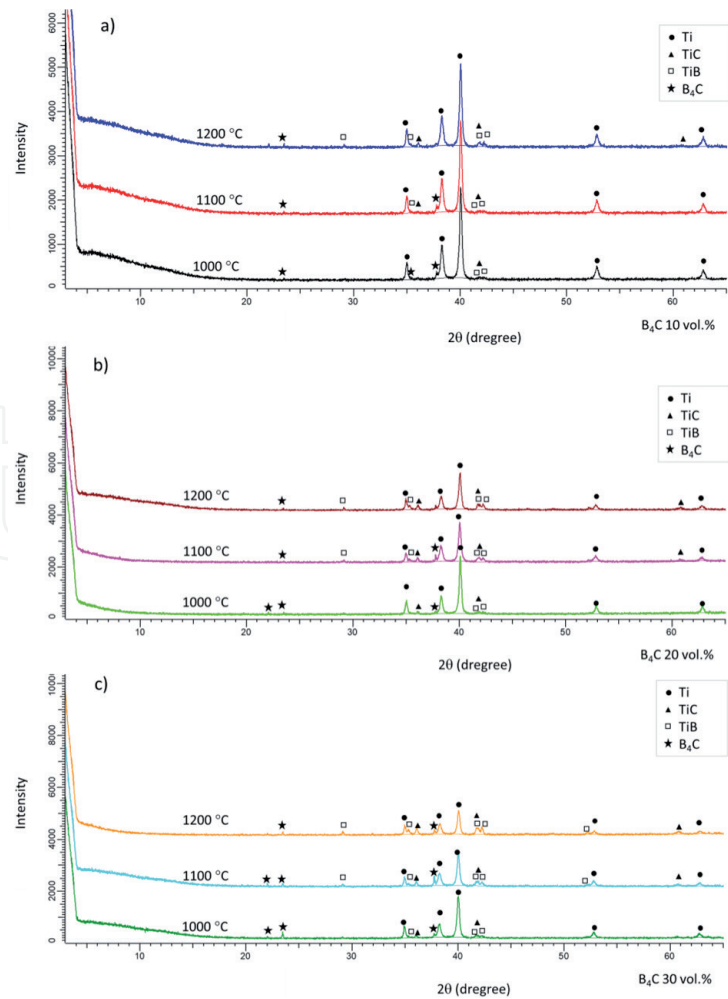 a)
● Ti
▲ TiC
□ TiB
★ B₄C
Intensity
6000
5000
4000
3000
2000
1000
0
1200 °C
1100 °C
1000 °C
10
20
30
40
50
60
2θ (dregree)
B₄C 10 vol.%
b)
● Ti
▲ TiC
□ TiB
★ B₄C
Intensity
10000
8000
6000
4000
2000
0
1200 °C
1100 °C
1000 °C
10
20
30
40
50
60
2θ (dregree)
B₄C 20 vol.%
c)
● Ti
▲ TiC
□ TiB
★ B₄C
Intensity
10000
8000
6000
4000
2000
0
1200 °C
1100 °C
1000 °C
10
20
30
40
50
60
2θ (dregree)
B₄C 30 vol.%